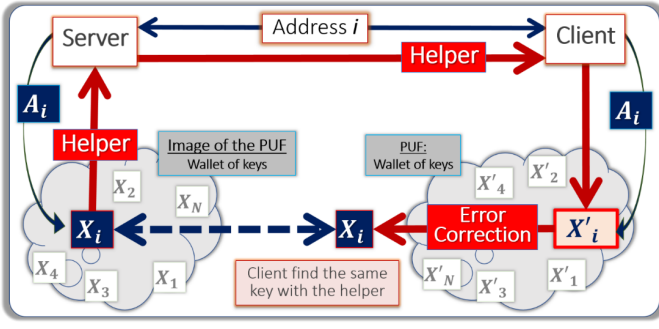 Server
Address i
Client
Helper
A_i
A_i
Helper
Image of the PUF
Wallet of keys
PUF:
Wallet of keys
X_2
X_N
X'_4
X'_2
X_i
X_i
Error
Correction
X'_i
X_4
X_3
X_1
Client find the same
key with the helper
X'_N
X'_3
X'_1